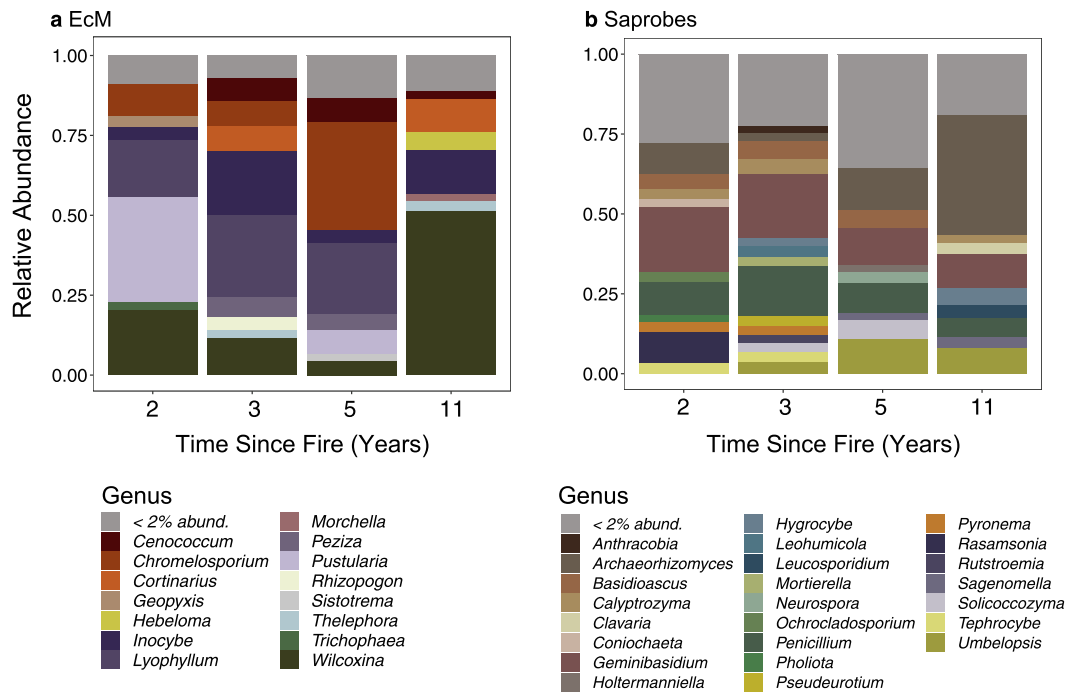 a EcM
b Saprobes
Relative Abundance
1.00
0.75
0.50
0.25
0.00
2 3 5 11
Time Since Fire (Years)
1.00
0.75
0.50
0.25
0.00
2 3 5 11
Time Since Fire (Years)
Genus
< 2% abund.
Cenococcum
Chromelosporium
Cortinarius
Geopyxis
Hebeloma
Inocybe
Lyophyllum
Morchella
Peziza
Pustularia
Rhizopogon
Sistotrema
Thelephora
Trichophaea
Wilcoxina
Genus
< 2% abund.
Anthracobia
Archaeorhizomyces
Basidioascus
Calyptrozyma
Clavaria
Coniochaeta
Geminibasidium
Holtermanniella
Hygrocybe
Leohumicola
Leucosporidium
Mortierella
Neurospora
Ochrocladosporium
Penicillium
Pholiota
Pseudeurotium
Pyronema
Rasamsonia
Rutstroemia
Sagenomella
Solicoccozyma
Tephrocybe
Umbelopsis